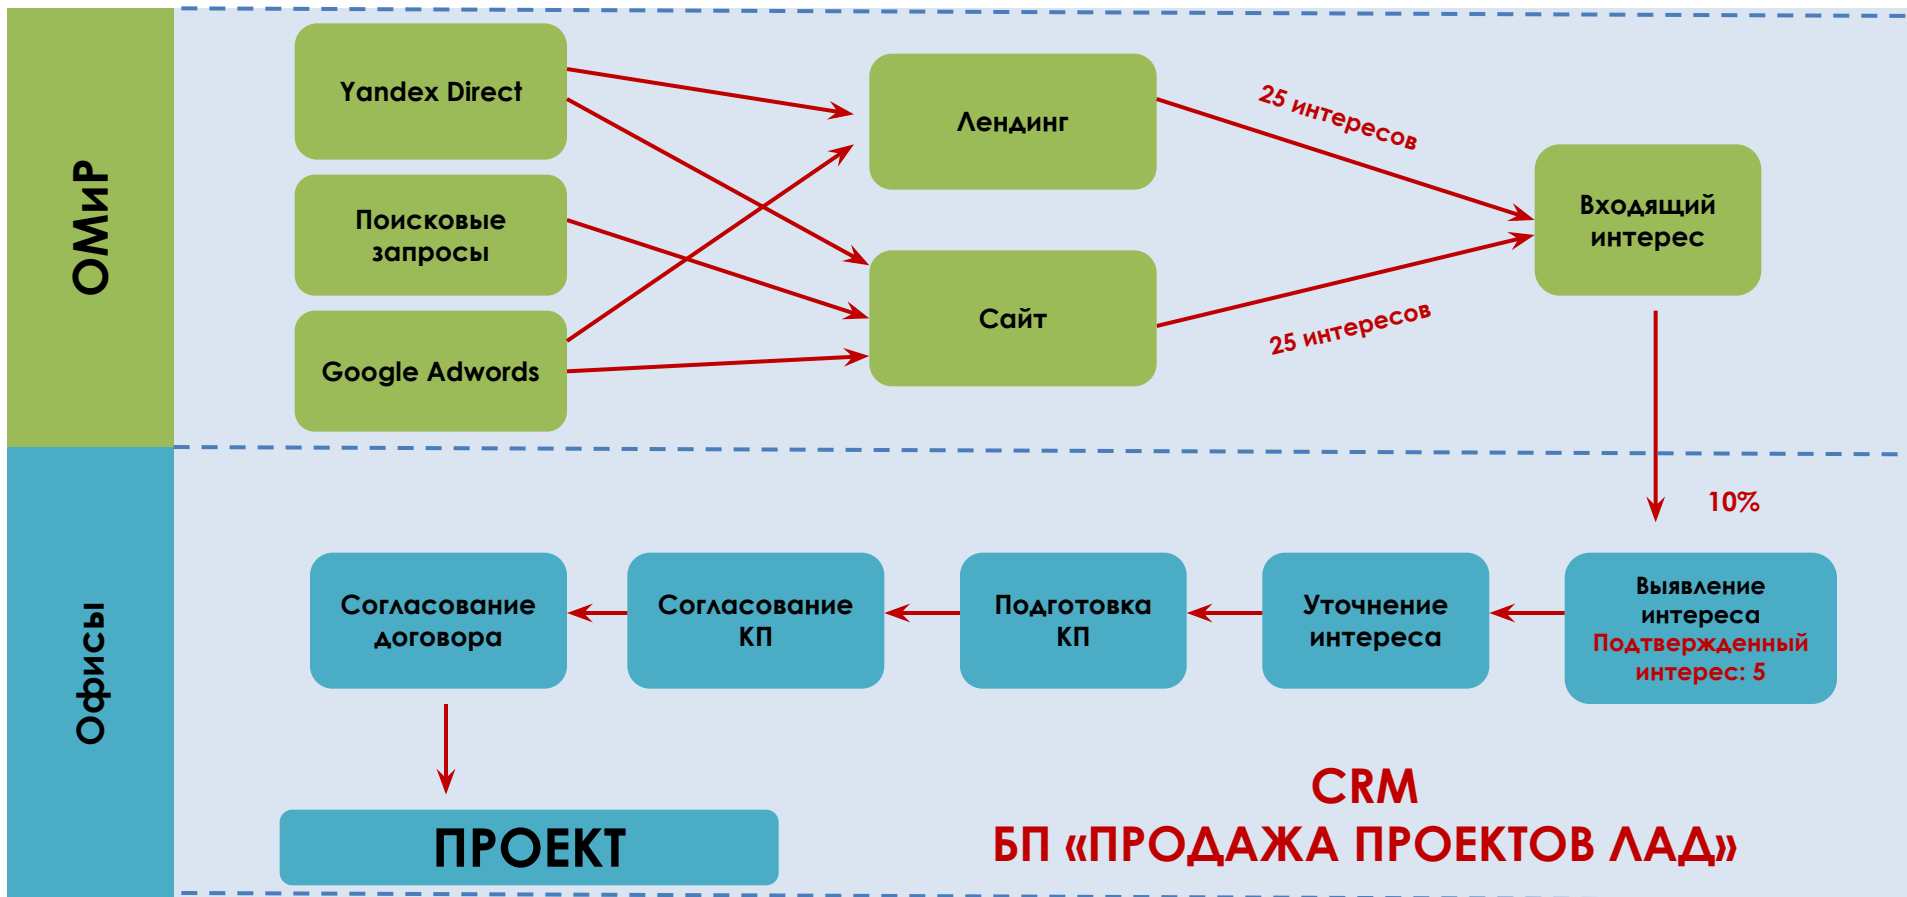 ОМиР
Yandex Direct
Поисковые
запросы
Google Adwords
Лендинг
Сайт
25 интересов
25 интересов
Входящий
интерес
10%
Офисы
Согласование
договора
Согласование
КП
Подготовка
КП
Уточнение
интереса
Выявление
интереса
Подтвержденный
интерес: 5
ПРОЕКТ
CRM
БП «ПРОДАЖА ПРОЕКТОВ ЛАД»